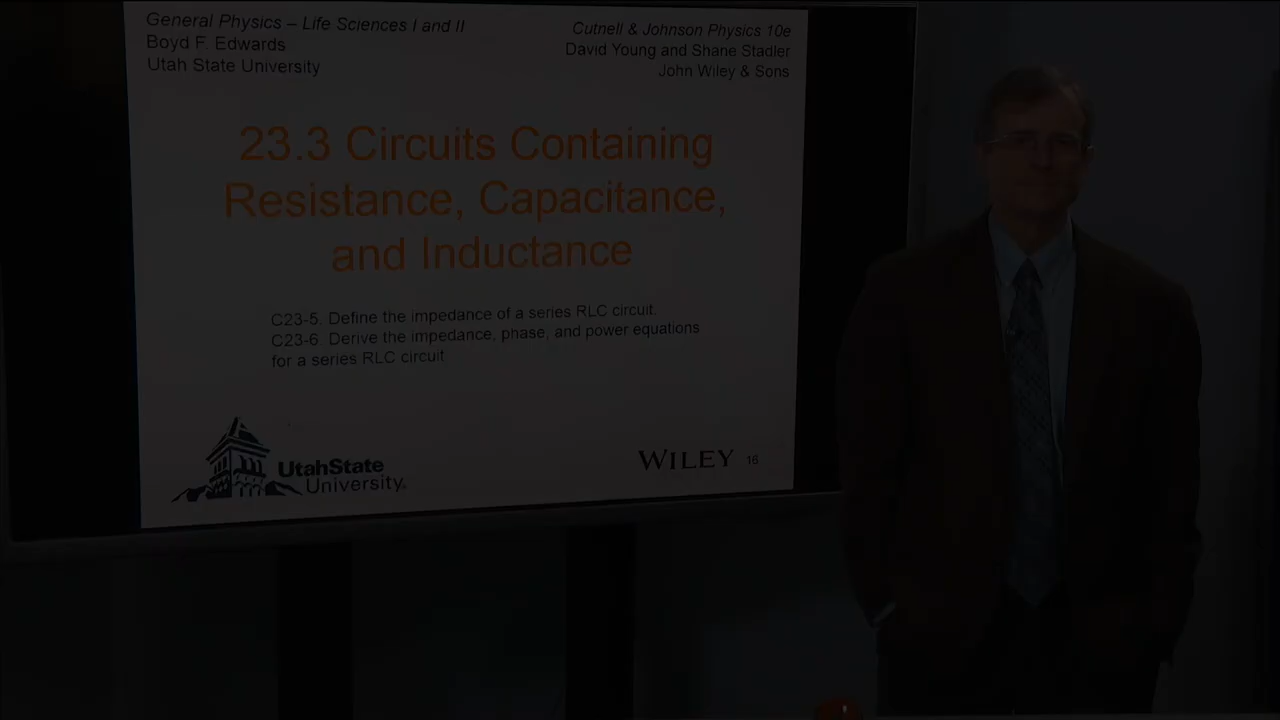 General Physics – Life Sciences I and II
Boyd F. Edwards
Utah State University
Cutnell & Johnson Physics 10e
David Young and Shane Stadler
John Wiley & Sons
23.3 Circuits Containing
Resistance, Capacitance,
and Inductance
C23-5. Define the impedance of a series RLC circuit.
C23-6. Derive the impedance, phase, and power equations
for a series RLC circuit
UtahState
University
WILEY
16